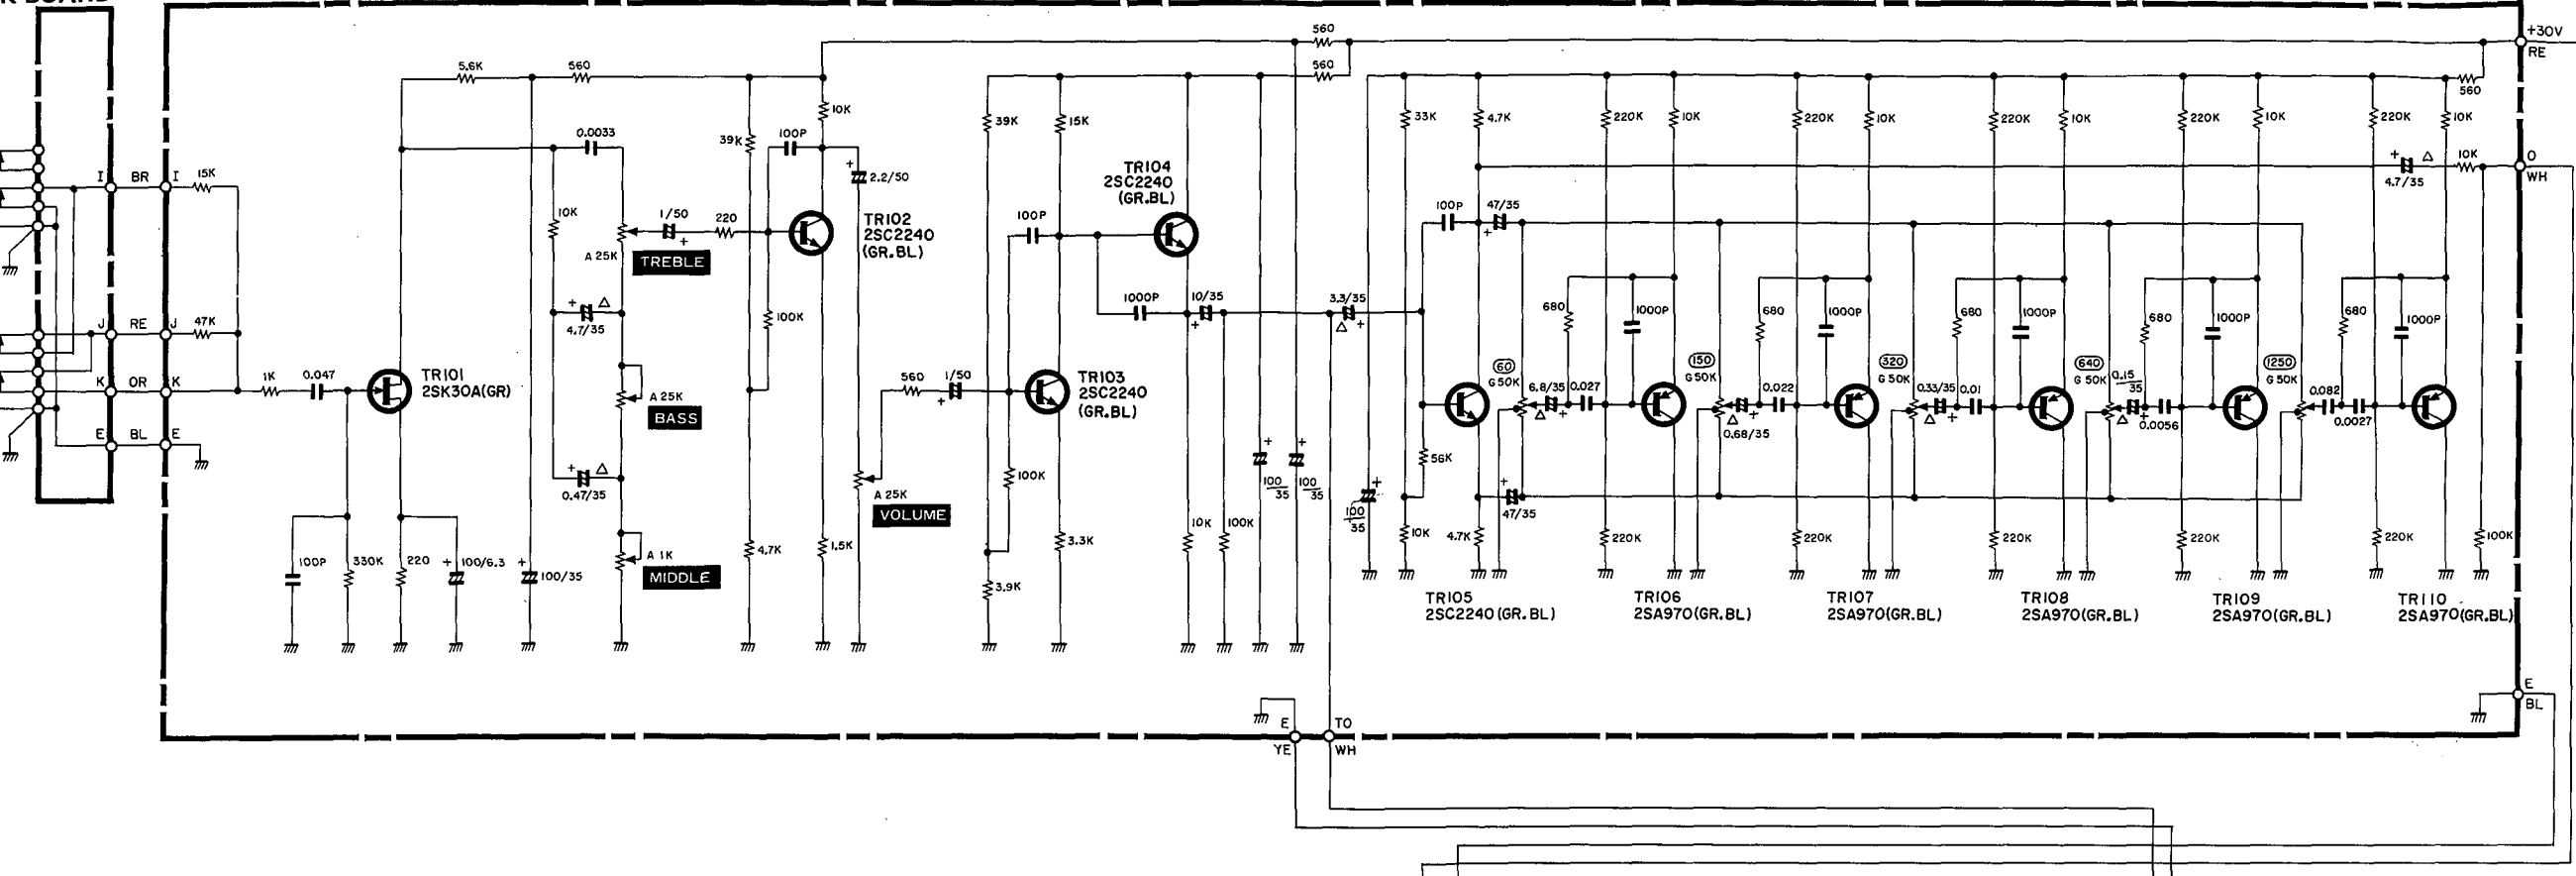 K BOARD
560
+30V
RE
5.6K
560
560
560
10K
39K
100P
39K
15K
33K
4.7K
220K
10K
220K
10K
220K
10K
220K
10K
220K
10K
0.0033
I
BR
I
15K
2.2/50
TR104
2SC2240
(GR.BL)
4.7/35
10K
O
WH
10K
1/50
220
TR102
2SC2240
(GR.BL)
100P
100P
47/35
A 25K
TREBLE
4.7/35
100K
1000P
10/35
3.3/35
680
1000P
680
1000P
680
1000P
680
1000P
680
1000P
J
RE
J
47K
K
OR
K
1K
0.047
TR101
2SK30A(GR)
A 25K
BASS
560
1/50
TR103
2SC2240
(GR.BL)
60
G 50K
6.8/35
0.027
150
G 50K
0.68/35
0.022
320
G 50K
0.33/35
0.01
640
G 50K
0.15
35
0.0056
1250
G 50K
0.082
0.0027
E
BL
E
0.47/35
100K
56K
A 25K
VOLUME
100
35
100
35
100
35
47/35
100P
330K
220
100/6.3
100/35
A 1K
MIDDLE
4.7K
1.5K
3.9K
3.3K
10K
100K
10K
4.7K
220K
220K
220K
220K
220K
100K
TR105
2SC2240(GR.BL)
TR106
2SA970(GR.BL)
TR107
2SA970(GR.BL)
TR108
2SA970(GR.BL)
TR109
2SA970(GR.BL)
TR110
2SA970(GR.BL)
E
BL
E
YE
TO
WH